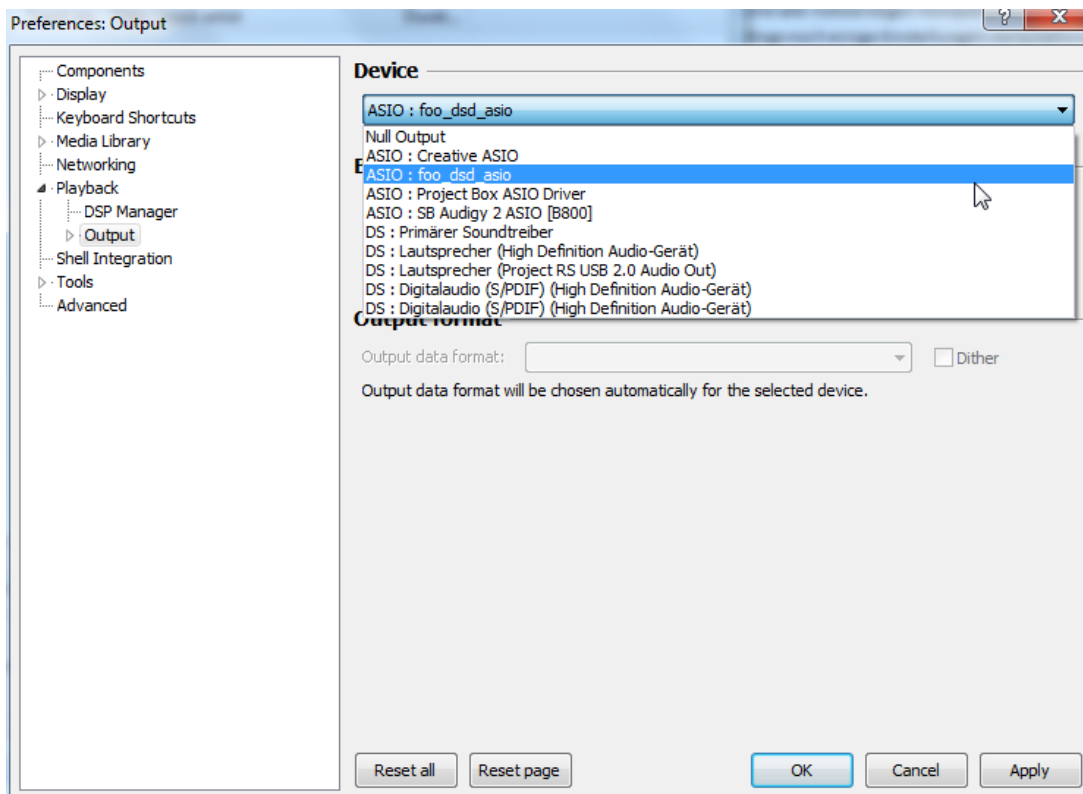 Preferences: Output
Components
Display
Keyboard Shortcuts
Media Library
Networking
Playback
DSP Manager
Output
Shell Integration
Tools
Advanced
Device
ASIO : foo_dsd_asio
Null Output
ASIO : Creative ASIO
ASIO : foo_dsd_asio
ASIO : Project Box ASIO Driver
ASIO : SB Audigy 2 ASIO [B800]
DS : Primärer Soundtreiber
DS : Lautsprecher (High Definition Audio-Gerät)
DS : Lautsprecher (Project RS USB 2.0 Audio Out)
DS : Digitalaudio (S/PDIF) (High Definition Audio-Gerät)
DS : Digitalaudio (S/PDIF) (High Definition Audio-Gerät)
Output format
Output data format:
Dither
Output data format will be chosen automatically for the selected device.
Reset all
Reset page
OK
Cancel
Apply